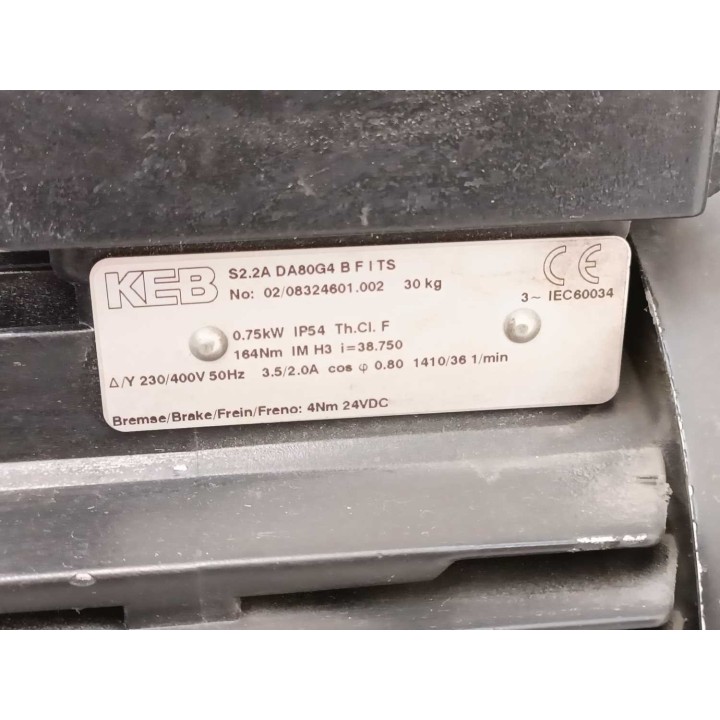 KEB
S2.2A DA80G4 B F I TS
No: 02/08324601.002 30 kg
CE
3~ IEC60034
0.75kW IP54 Th.Cl. F
164Nm IM H3 i=38.750
Δ/Y 230/400V 50Hz 3.5/2.0A cos φ 0.80 1410/36 1/min
Bremse/Brake/Frein/Freno: 4Nm 24VDC